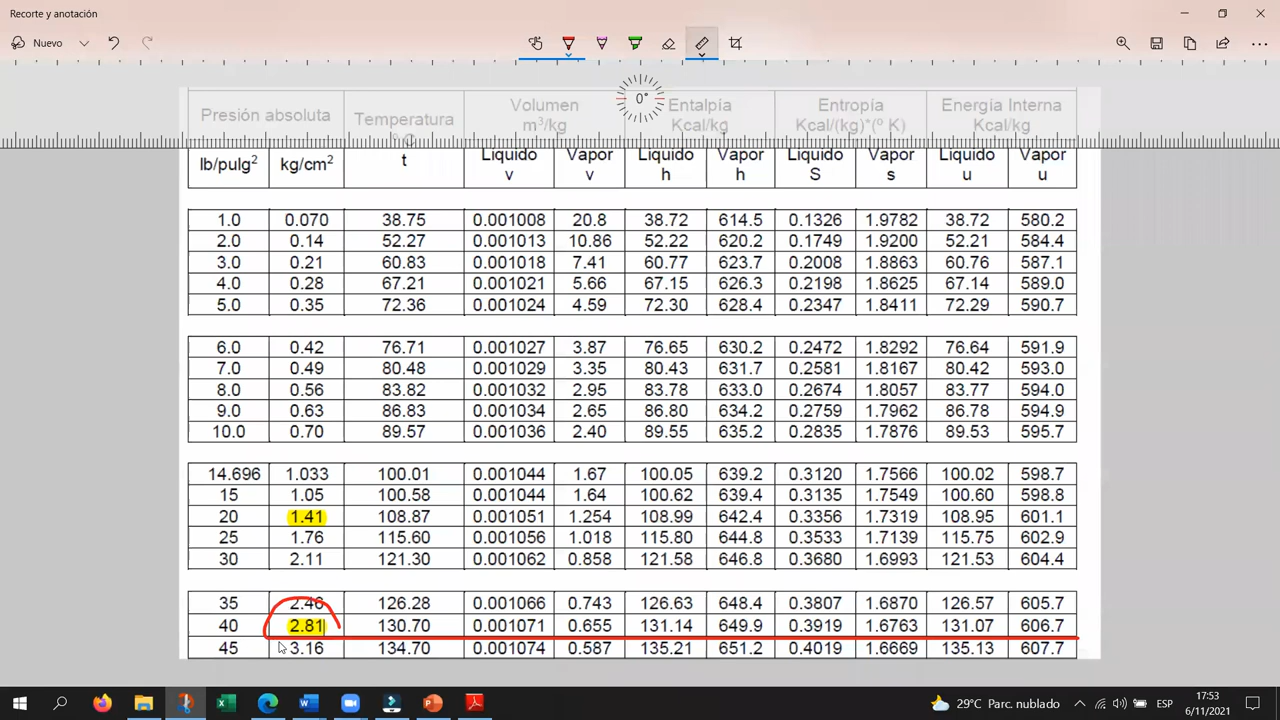 Recorte y anotación
Nuevo
0°
Presión absoluta Temperatura °C Volumen m³/kg Entalpía Kcal/kg Entropía Kcal/(kg)*(º K) Energía Interna Kcal/kg
lb/pulg² kg/cm² t Liquido v Vapor v Liquido h Vapor h Liquido S Vapor s Liquido u Vapor u
1.0 0.070 38.75 0.001008 20.8 38.72 614.5 0.1326 1.9782 38.72 580.2
2.0 0.14 52.27 0.001013 10.86 52.22 620.2 0.1749 1.9200 52.21 584.4
3.0 0.21 60.83 0.001018 7.41 60.77 623.7 0.2008 1.8863 60.76 587.1
4.0 0.28 67.21 0.001021 5.66 67.15 626.3 0.2198 1.8625 67.14 589.0
5.0 0.35 72.36 0.001024 4.59 72.30 628.4 0.2347 1.8411 72.29 590.7
6.0 0.42 76.71 0.001027 3.87 76.65 630.2 0.2472 1.8292 76.64 591.9
7.0 0.49 80.48 0.001029 3.35 80.43 631.7 0.2581 1.8167 80.42 593.0
8.0 0.56 83.82 0.001032 2.95 83.78 633.0 0.2674 1.8057 83.77 594.0
9.0 0.63 86.83 0.001034 2.65 86.80 634.2 0.2759 1.7962 86.78 594.9
10.0 0.70 89.57 0.001036 2.40 89.55 635.2 0.2835 1.7876 89.53 595.7
14.696 1.033 100.01 0.001044 1.67 100.05 639.2 0.3120 1.7566 100.02 598.7
15 1.05 100.58 0.001044 1.64 100.62 639.4 0.3135 1.7549 100.60 598.8
20 1.41 108.87 0.001051 1.254 108.99 642.4 0.3356 1.7319 108.95 601.1
25 1.76 115.60 0.001056 1.018 115.80 644.8 0.3533 1.7139 115.75 602.9
30 2.11 121.30 0.001062 0.858 121.58 646.8 0.3680 1.6993 121.53 604.4
35 2.46 126.28 0.001066 0.743 126.63 648.4 0.3807 1.6870 126.57 605.7
40 2.81 130.70 0.001071 0.655 131.14 649.9 0.3919 1.6763 131.07 606.7
45 3.16 134.70 0.001074 0.587 135.21 651.2 0.4019 1.6669 135.13 607.7
29°C Parc. nublado ESP 17:53
6/11/2021